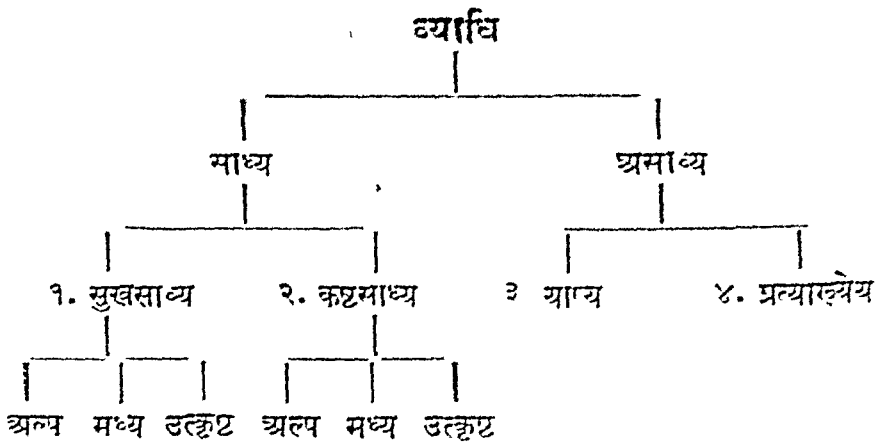 व्याधि
साध्य असाध्य
१. सुखसाध्य २. कष्टसाध्य ३ याप्य ४. प्रत्याख्येय
अल्प मध्य उत्कृष्ट अल्प मध्य उत्कृष्ट